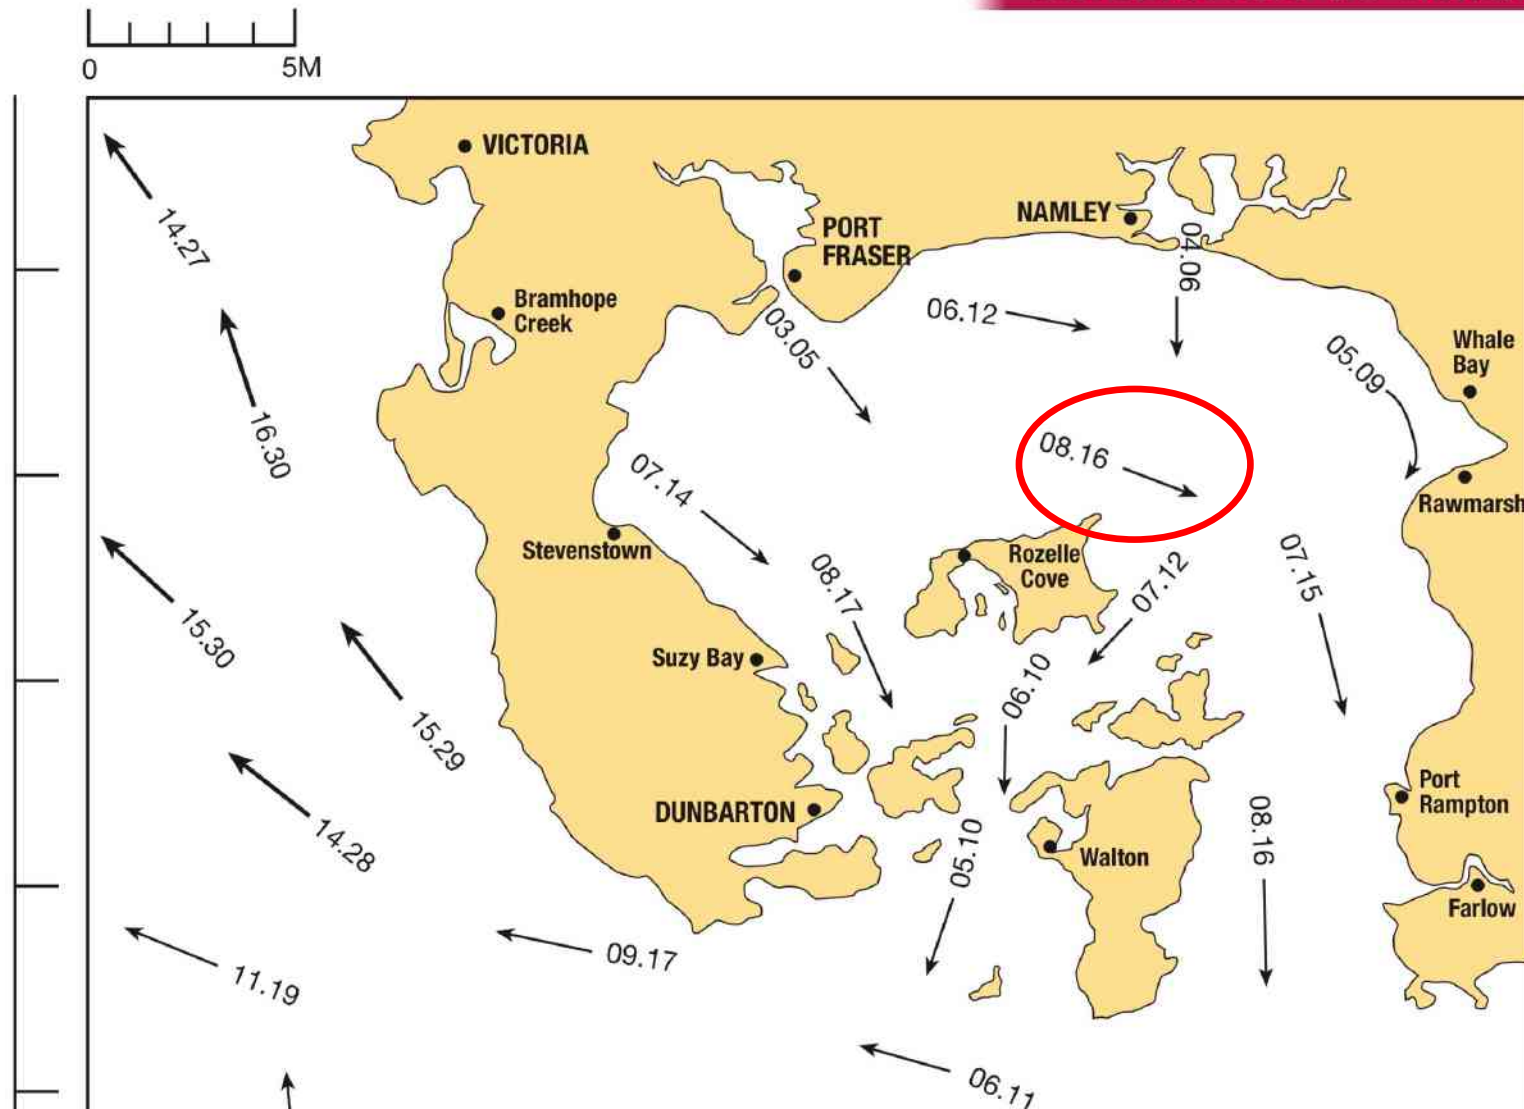 0 5M
VICTORIA
14.27
NAMLEY
PORT
FRASER
04.06
Bramhope
Creek
06.12
03.05
Whale
Bay
05.09
16.30
08.16
07.14
Rawmarsh
Stevenstown
Rozelle
Cove
08.17
07.12
07.15
15.30
Suzy Bay
06.10
15.29
Port
Rampton
DUNBARTON
14.28
05.10
08.16
Walton
Farlow
09.17
11.19
06.11